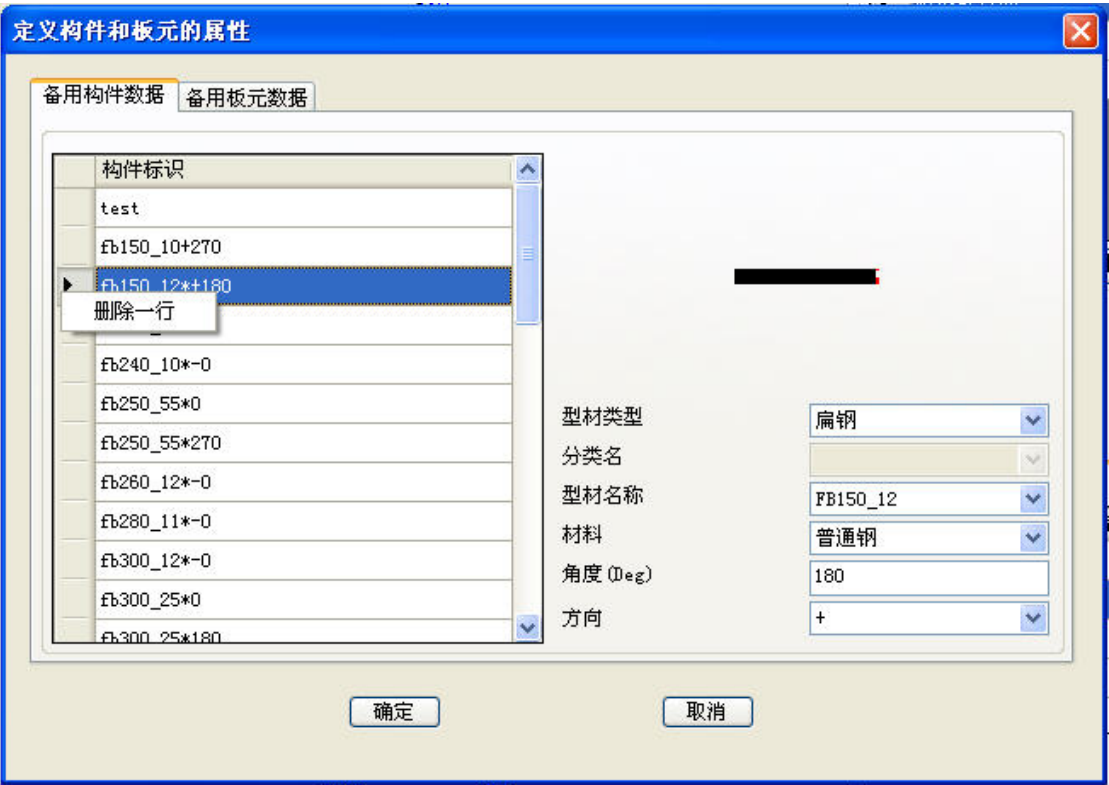 定义构件和板元的属性
备用构件数据 备用板元数据
构件标识
test
fb150_10+270
fb150_12*+180
删除一行
fb240_10*-0
fb250_55*0
fb250_55*270
fb260_12*-0
fb280_11*-0
fb300_12*-0
fb300_25*0
fb300_25*180
型材类型 扁钢
分类名
型材名称 FB150_12
材料 普通钢
角度(Deg) 180
方向 +
确定 取消